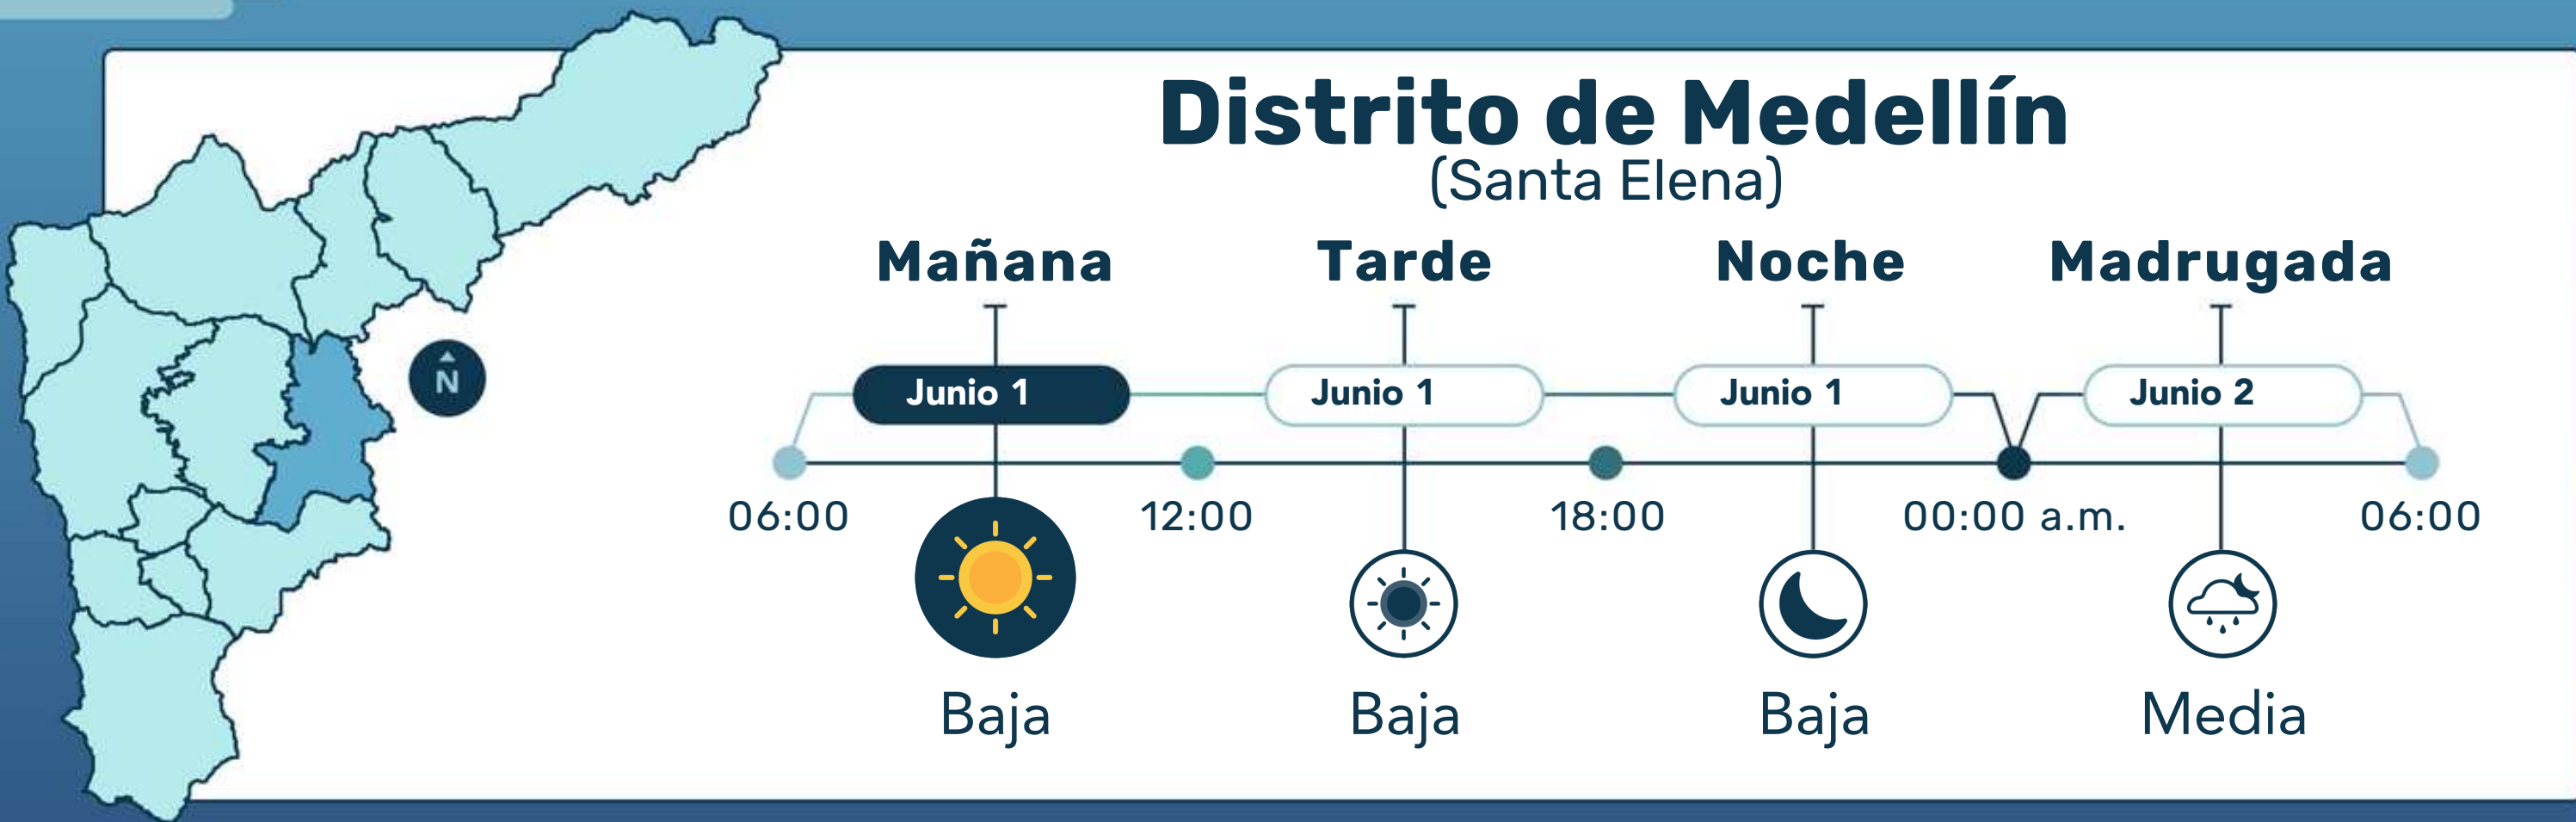 Distrito de Medellín
(Santa Elena)
Mañana Tarde Noche Madrugada
N
Junio 1 Junio 1 Junio 1 Junio 2
06:00 12:00 18:00 00:00 a.m. 06:00
Baja Baja Baja Media